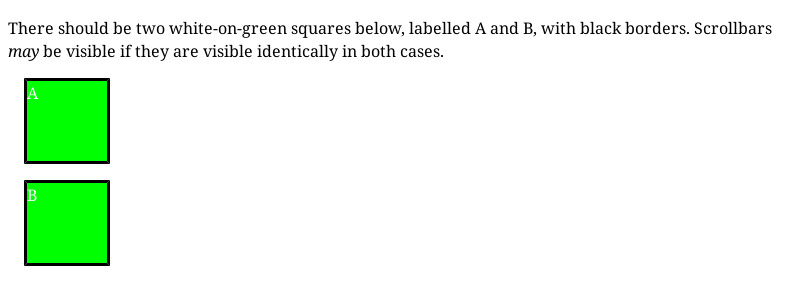 There should be two white-on-green squares below, labelled A and B, with black borders. Scrollbars
may be visible if they are visible identically in both cases.
A
B